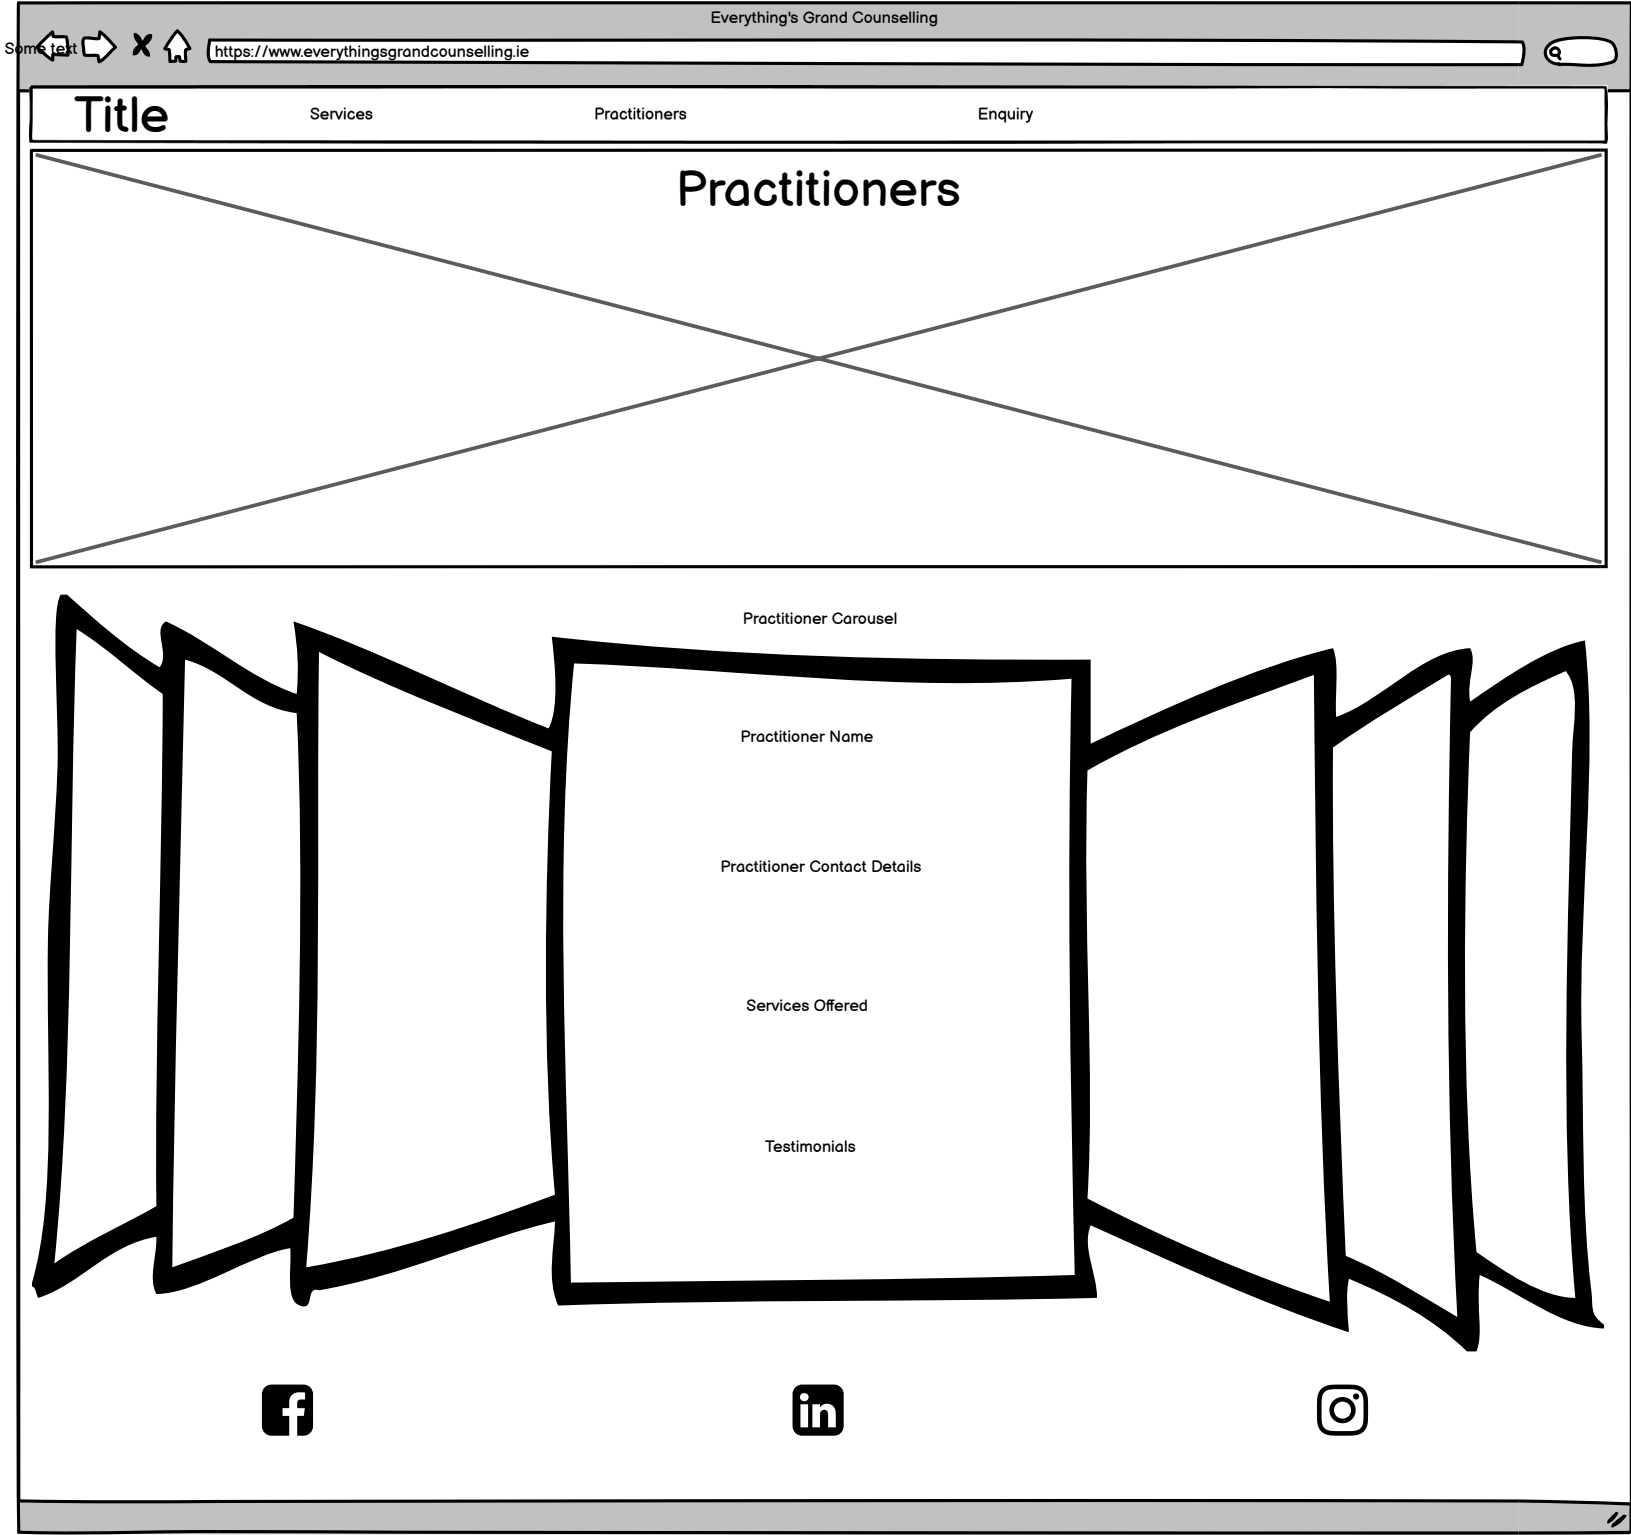 Everything's Grand Counselling
Some text
https://www.everythingsgrandcounselling.ie
Title
Services
Practitioners
Enquiry
Practitioners
Practitioner Carousel
Practitioner Name
Practitioner Contact Details
Services Offered
Testimonials
f
in